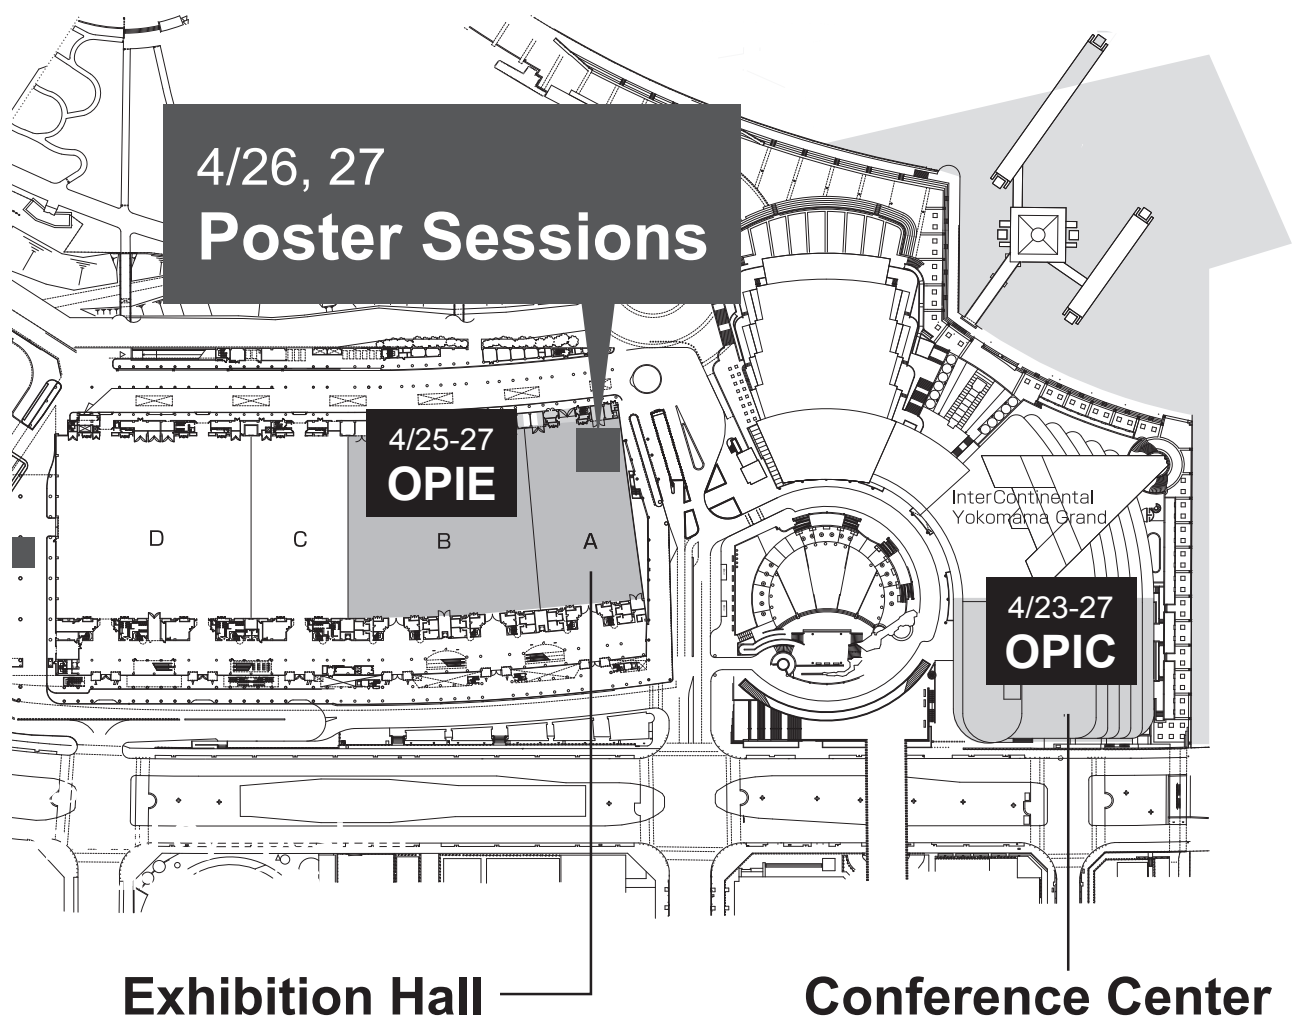 4/26, 27
Poster Sessions
4/25-27
OPIE
D
C
B
A
InterContinental
Yokomama Grand
4/23-27
OPIC
Exhibition Hall
Conference Center